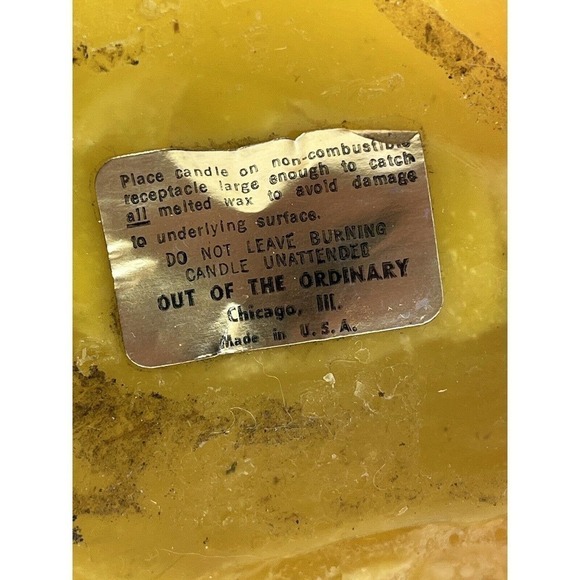 Place candle on non-combustible
receptacle large enough to catch
all melted wax to avoid damage
to underlying surface.
DO NOT LEAVE BURNING
CANDLE UNATTENDED
OUT OF THE ORDINARY
Chicago, Ill.
Made in U.S.A.